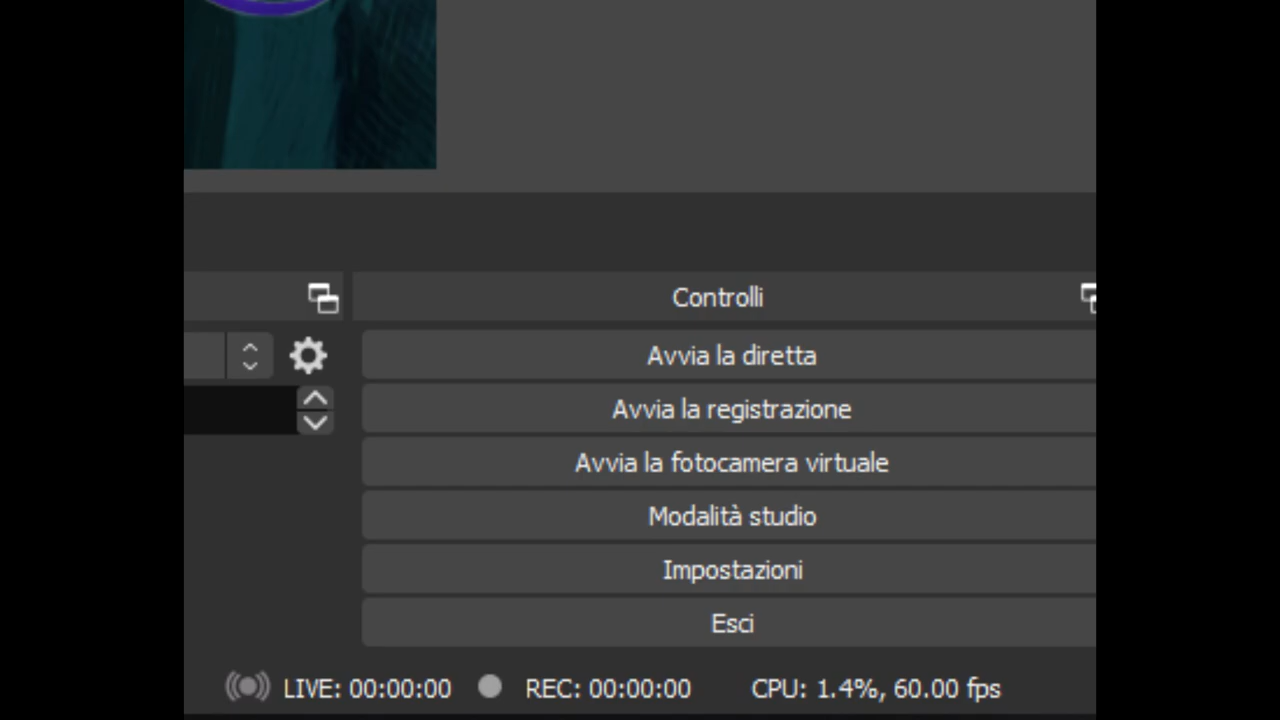 Controlli
Avvia la diretta
Avvia la registrazione
Avvia la fotocamera virtuale
Modalità studio
Impostazioni
Esci
LIVE: 00:00:00 REC: 00:00:00 CPU: 1.4%, 60.00 fps